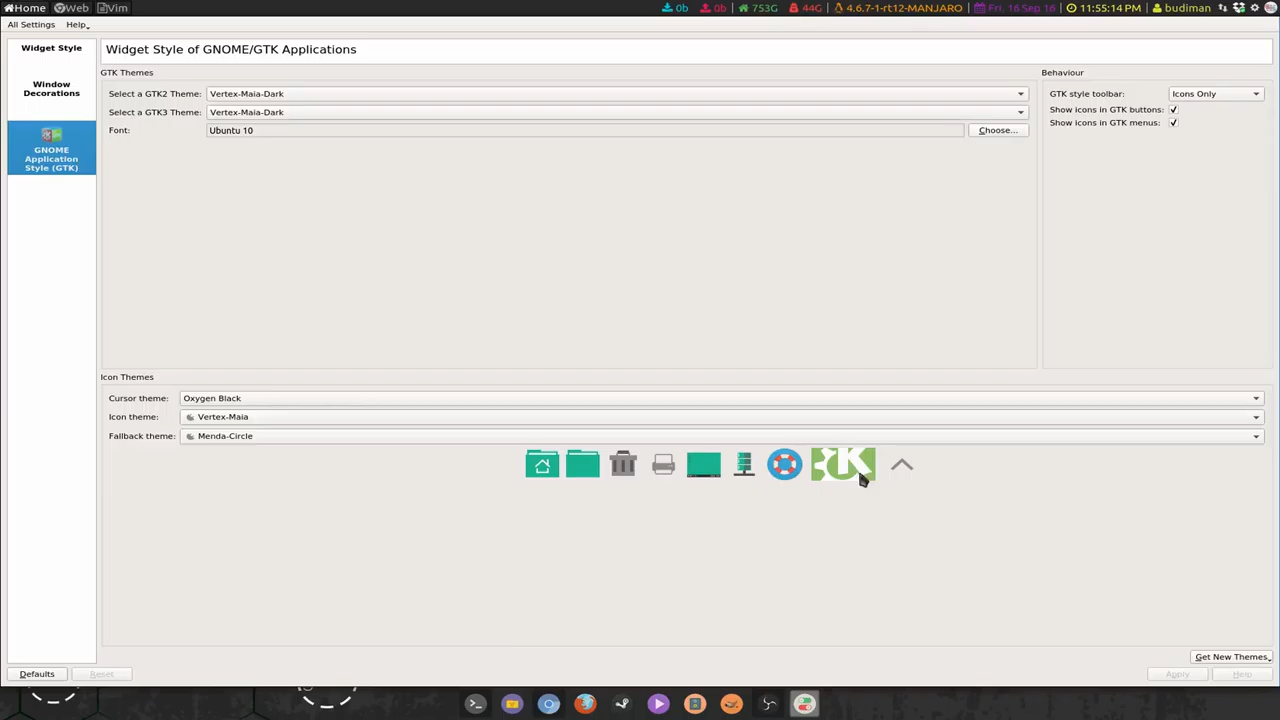 Home Web Vim 0b 0b 753G 44G 4.6.7-1-rt12-MANJARO Fri, 16 Sep 16 11:55:14 PM budiman
All Settings Help
Widget Style
Window
Decorations
GNOME
Application
Style (GTK)
Widget Style of GNOME/GTK Applications
GTK Themes
Select a GTK2 Theme: Vertex-Maia-Dark
Select a GTK3 Theme: Vertex-Maia-Dark
Font: Ubuntu 10 Choose...
Behaviour
GTK style toolbar: Icons Only
Show icons in GTK buttons:
Show icons in GTK menus:
Icon Themes
Cursor theme: Oxygen Black
Icon theme: Vertex-Maia
Fallback theme: Menda-Circle
K
Get New Themes...
Defaults Reset Apply Help